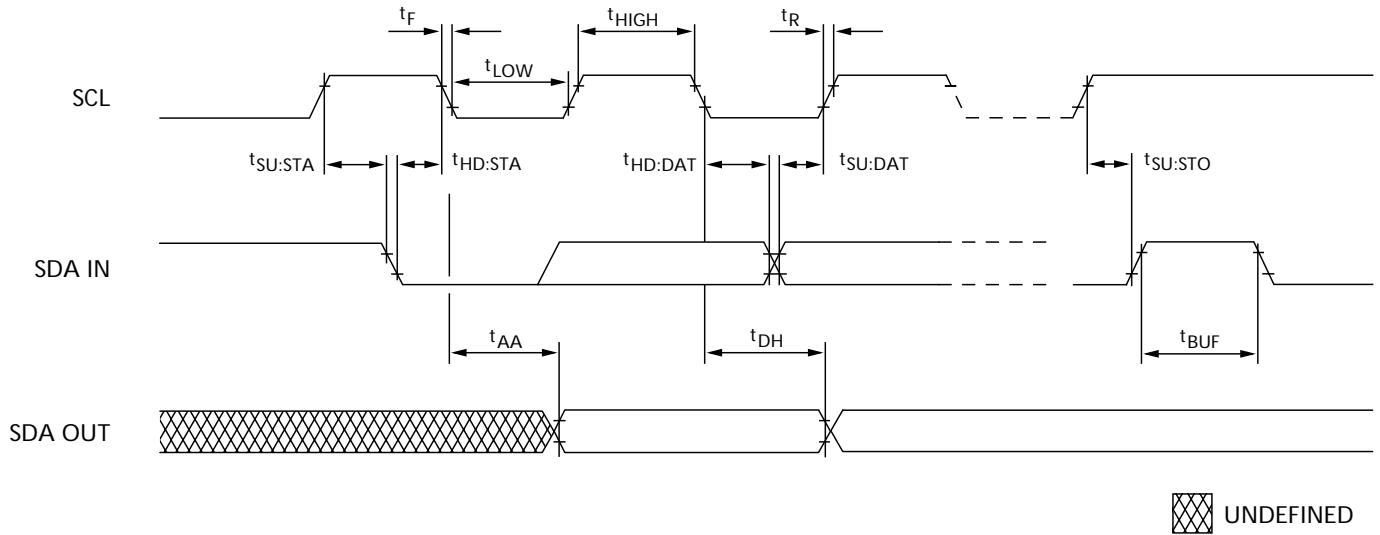 tF
tHIGH
tR
tLOW
SCL
tSU:STA
tHD:STA
tHD:DAT
tSU:DAT
tSU:STO
SDA IN
tAA
tDH
tBUF
SDA OUT
UNDEFINED